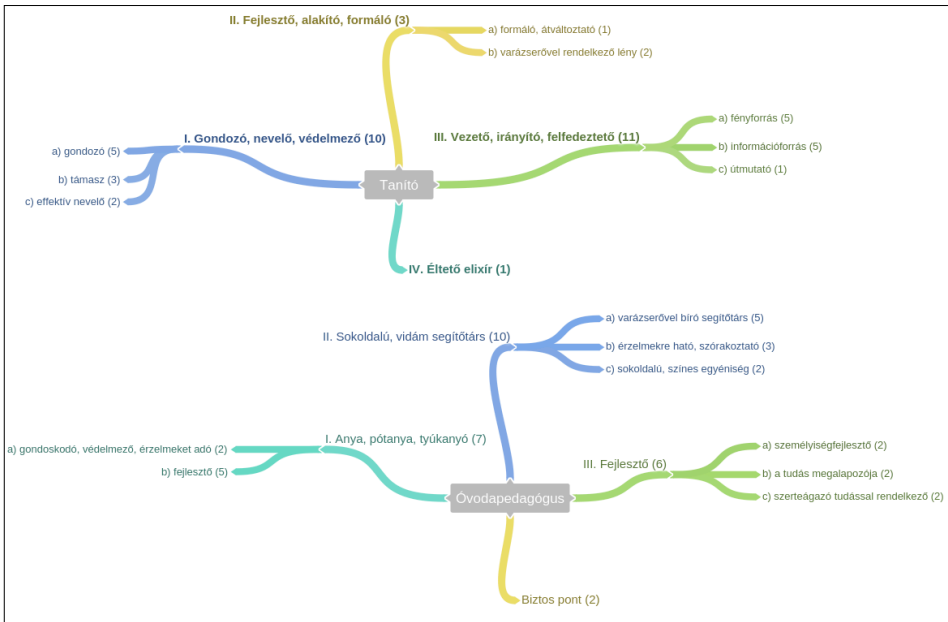 II. Fejlesztő, alakító, formáló (3)
a) formáló, átváltoztató (1)
b) varázserővel rendelkező lény (2)
I. Gondozó, nevelő, védelmező (10)
a) gondozó (5)
b) támasz (3)
c) effektív nevelő (2)
III. Vezető, irányító, felfedeztető (11)
a) fényforrás (5)
b) információforrás (5)
c) útmutató (1)
Tanító
IV. Éltető elixír (1)
II. Sokoldalú, vidám segítőtárs (10)
a) varázserővel bíró segítőtárs (5)
b) érzelmekre ható, szórakoztató (3)
c) sokoldalú, színes egyéniség (2)
I. Anya, pótanya, tyúkanyó (7)
a) gondoskodó, védelmező, érzelmeket adó (2)
b) fejlesztő (5)
III. Fejlesztő (6)
a) személyiségfejlesztő (2)
b) a tudás megalapozója (2)
c) szerteágazó tudással rendelkező (2)
Óvodapedagógus
Biztos pont (2)